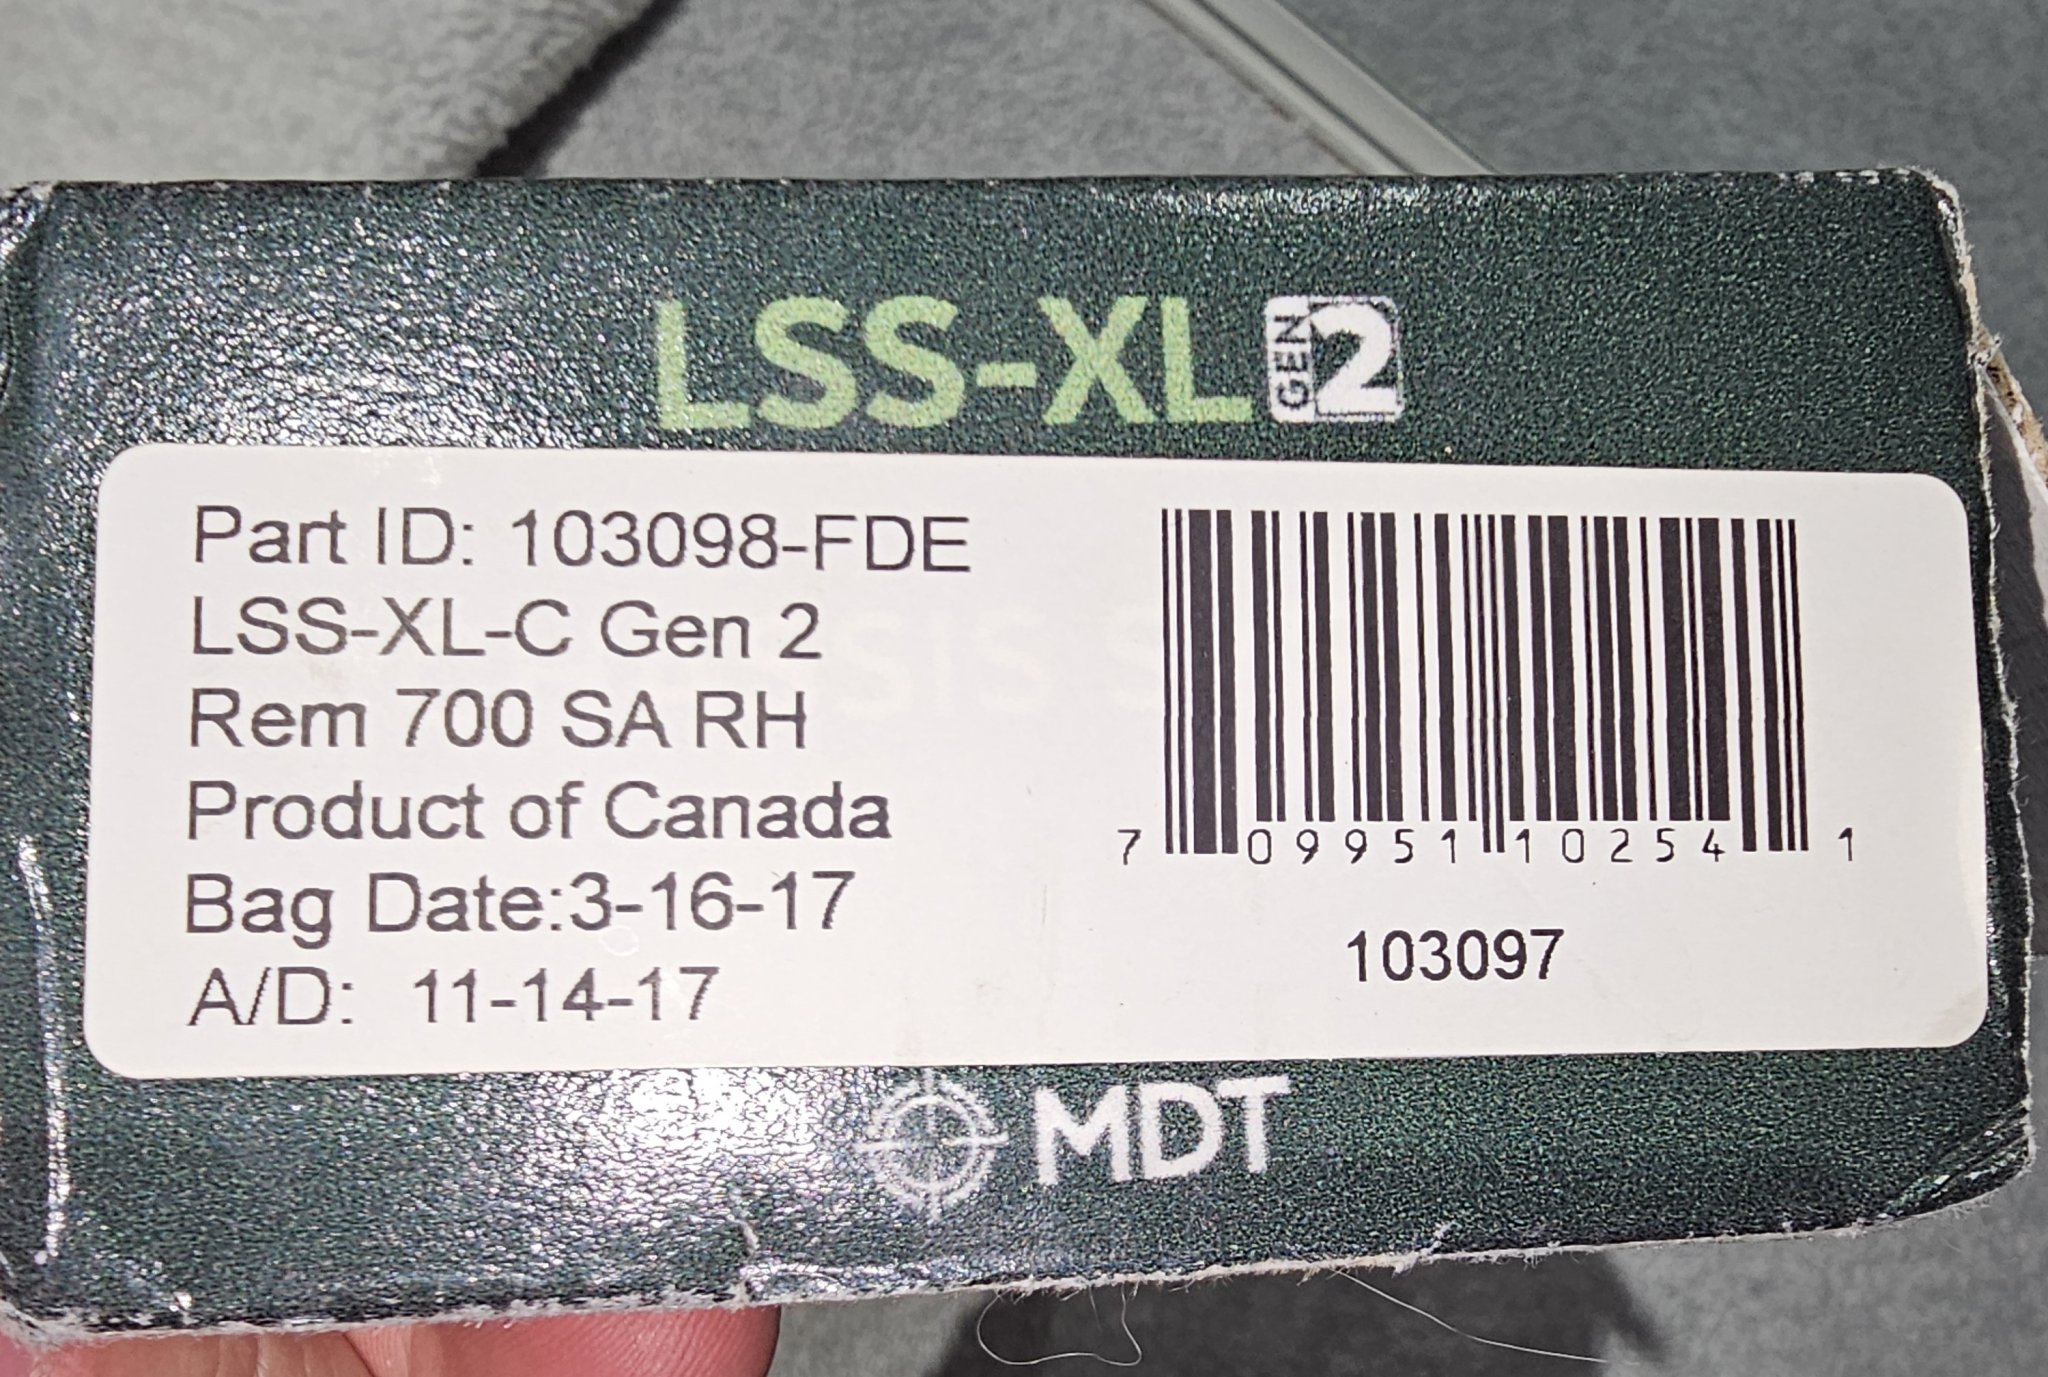 LSS-XL GEN 2
Part ID: 103098-FDE
LSS-XL-C Gen 2
Rem 700 SA RH
Product of Canada
Bag Date:3-16-17
A/D: 11-14-17
7 09951 10254 1
103097
MDT